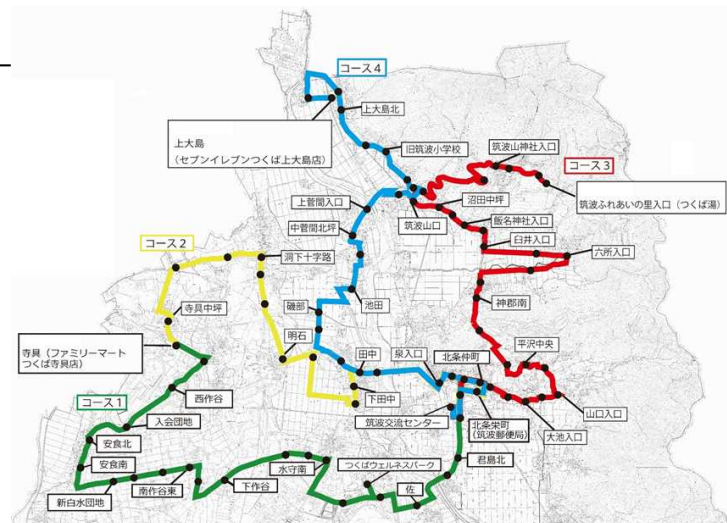 コース4
上大島北
上大島
(セブンイレブンつくば上大島店)
旧筑波小学校
筑波山神社入口
コース3
筑波ふれあいの里入口(つくば湯)
沼田中坪
上菅間入口
筑波山口
飯名神社入口
中菅間北坪
臼井入口
コース2
六所入口
洞下十字路
池田
神郡南
寺具中坪
磯部
明石
平沢中央
寺具(ファミリーマート
つくば寺具店)
田中
泉入口
北条仲町
コース1
西作谷
下田中
山口入口
入会団地
筑波交流センター
北条栄町
(筑波郵便局)
大池入口
安食北
君島北
安食南
水守南
つくばウェルネスパーク
新白水団地
南作谷東
下作谷
佐